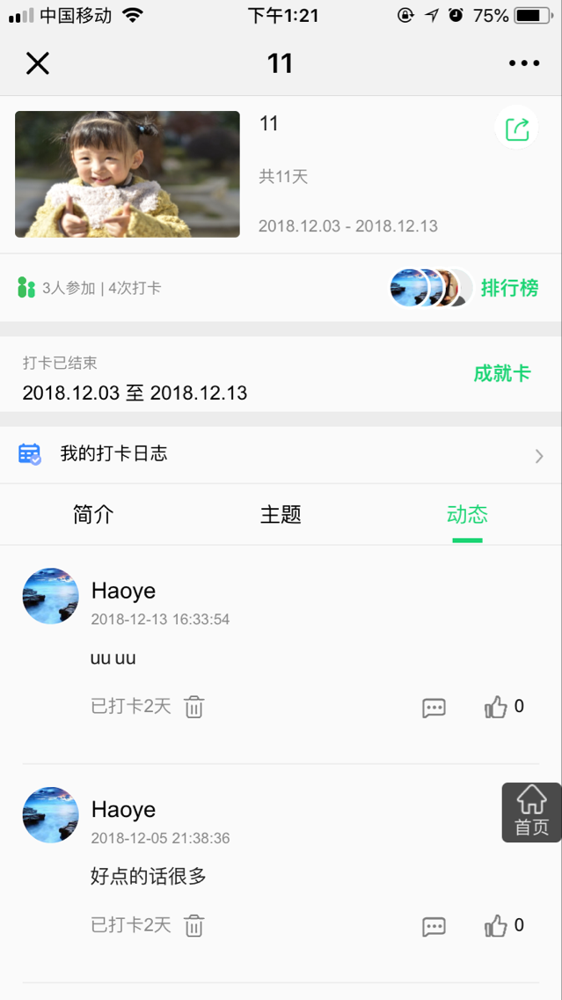 中国移动 下午1:21 75%
11
11
共11天
2018.12.03 - 2018.12.13
3人参加 | 4次打卡 排行榜
打卡已结束
2018.12.03 至 2018.12.13 成就卡
我的打卡日志
简介 主题 动态
Haoye
2018-12-13 16:33:54
uu uu
已打卡2天 0
Haoye
2018-12-05 21:38:36
首页
好点的话很多
已打卡2天 0